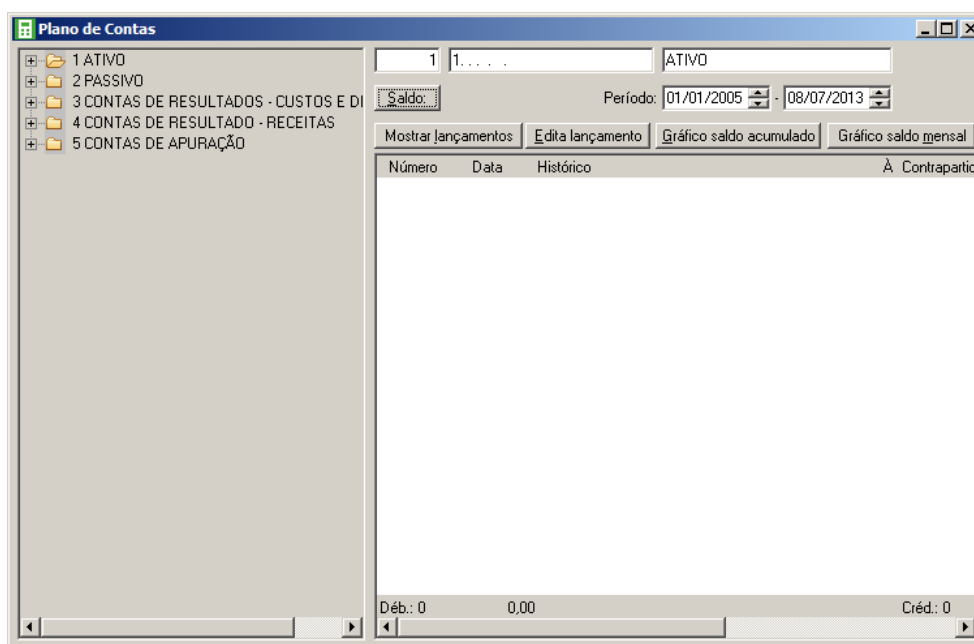 Plano de Contas
1 ATIVO
2 PASSIVO
3 CONTAS DE RESULTADOS - CUSTOS E DI
4 CONTAS DE RESULTADO - RECEITAS
5 CONTAS DE APURAÇÃO
1 1. . . . . ATIVO
Saldo: Período: 01/01/2005 - 08/07/2013
Mostrar lançamentos Edita lançamento Gráfico saldo acumulado Gráfico saldo mensal
Número Data Histórico À Contrapartid
Déb.: 0 0,00 Créd.: 0